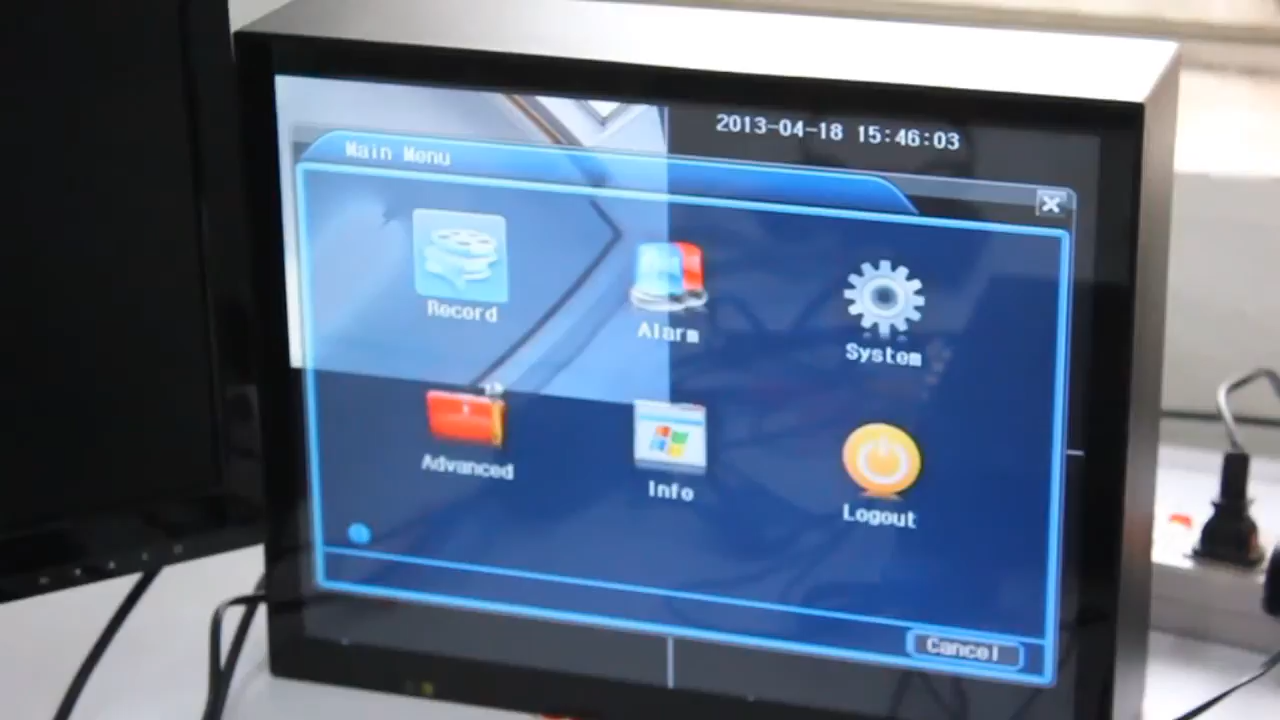 2013-04-18 15:46:03
Main Menu
Record
Alarm
System
Advanced
Info
Logout
Cancel